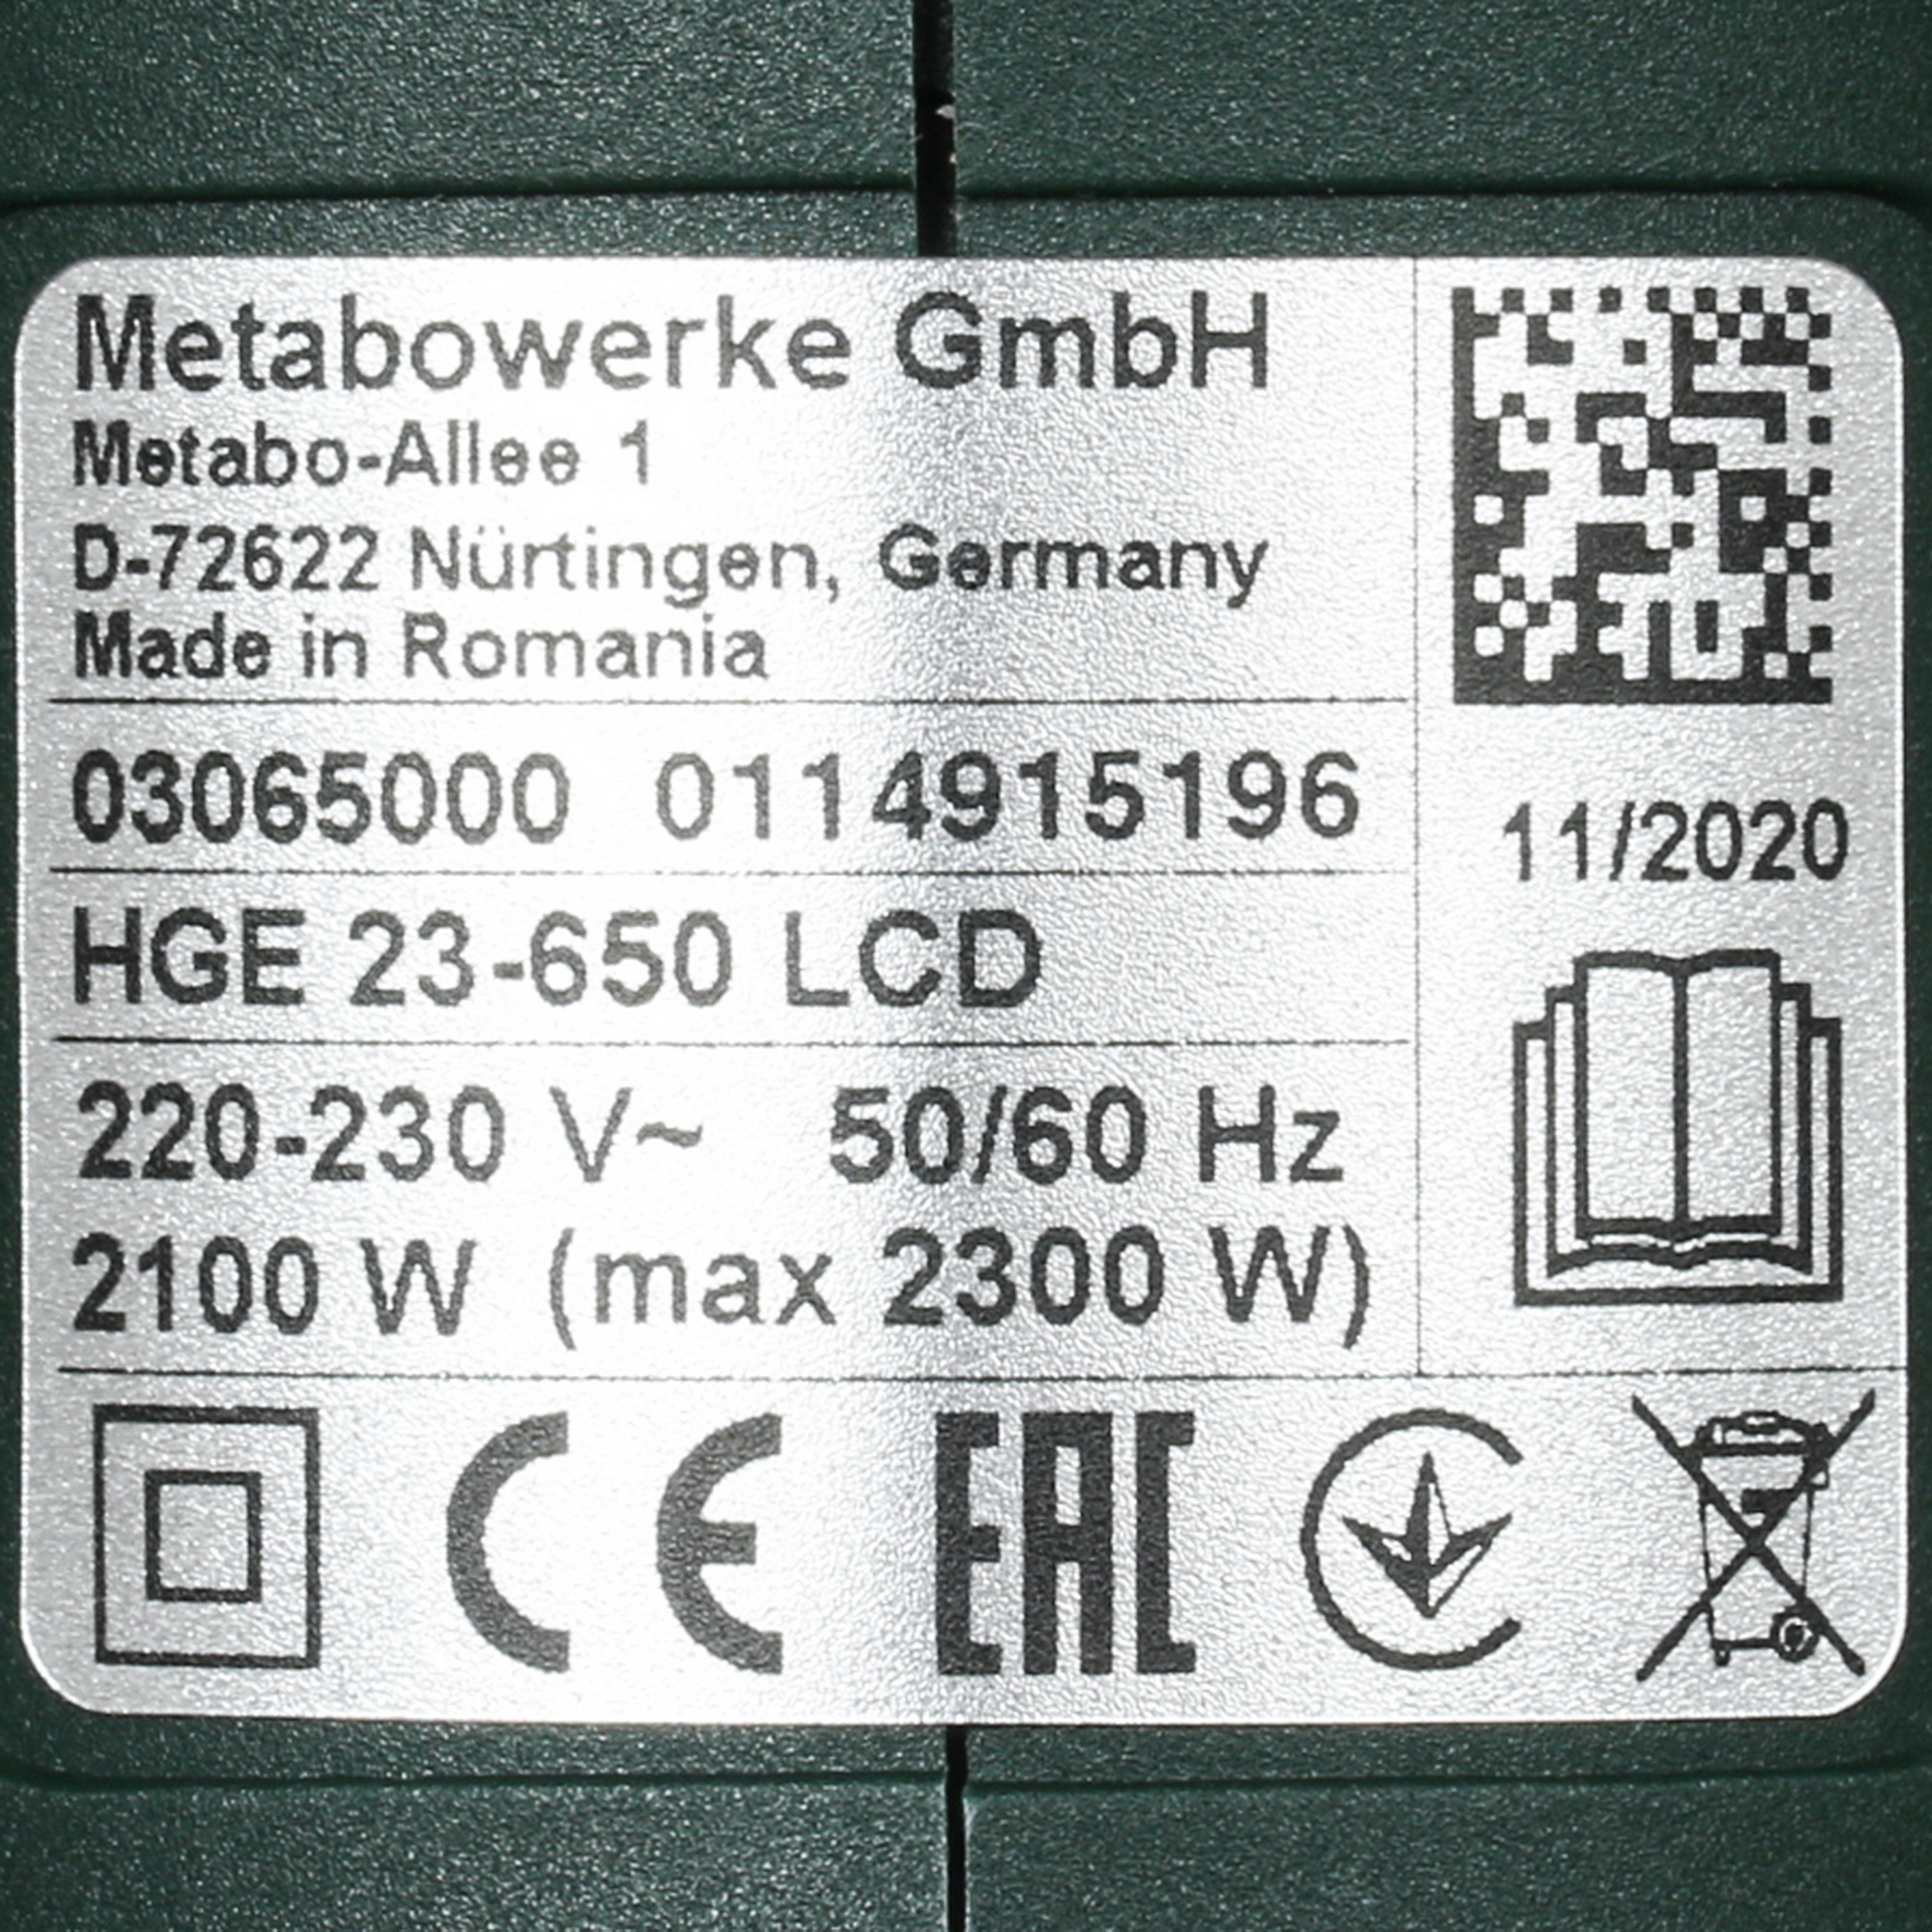 Metabowerke GmbH
Metabo-Allee 1
D-72622 Nürtingen, Germany
Made in Romania
03065000 0114915196
HGE 23-650 LCD
220-230 V~ 50/60 Hz
2100 W (max 2300 W)
11/2020
CE
EAC